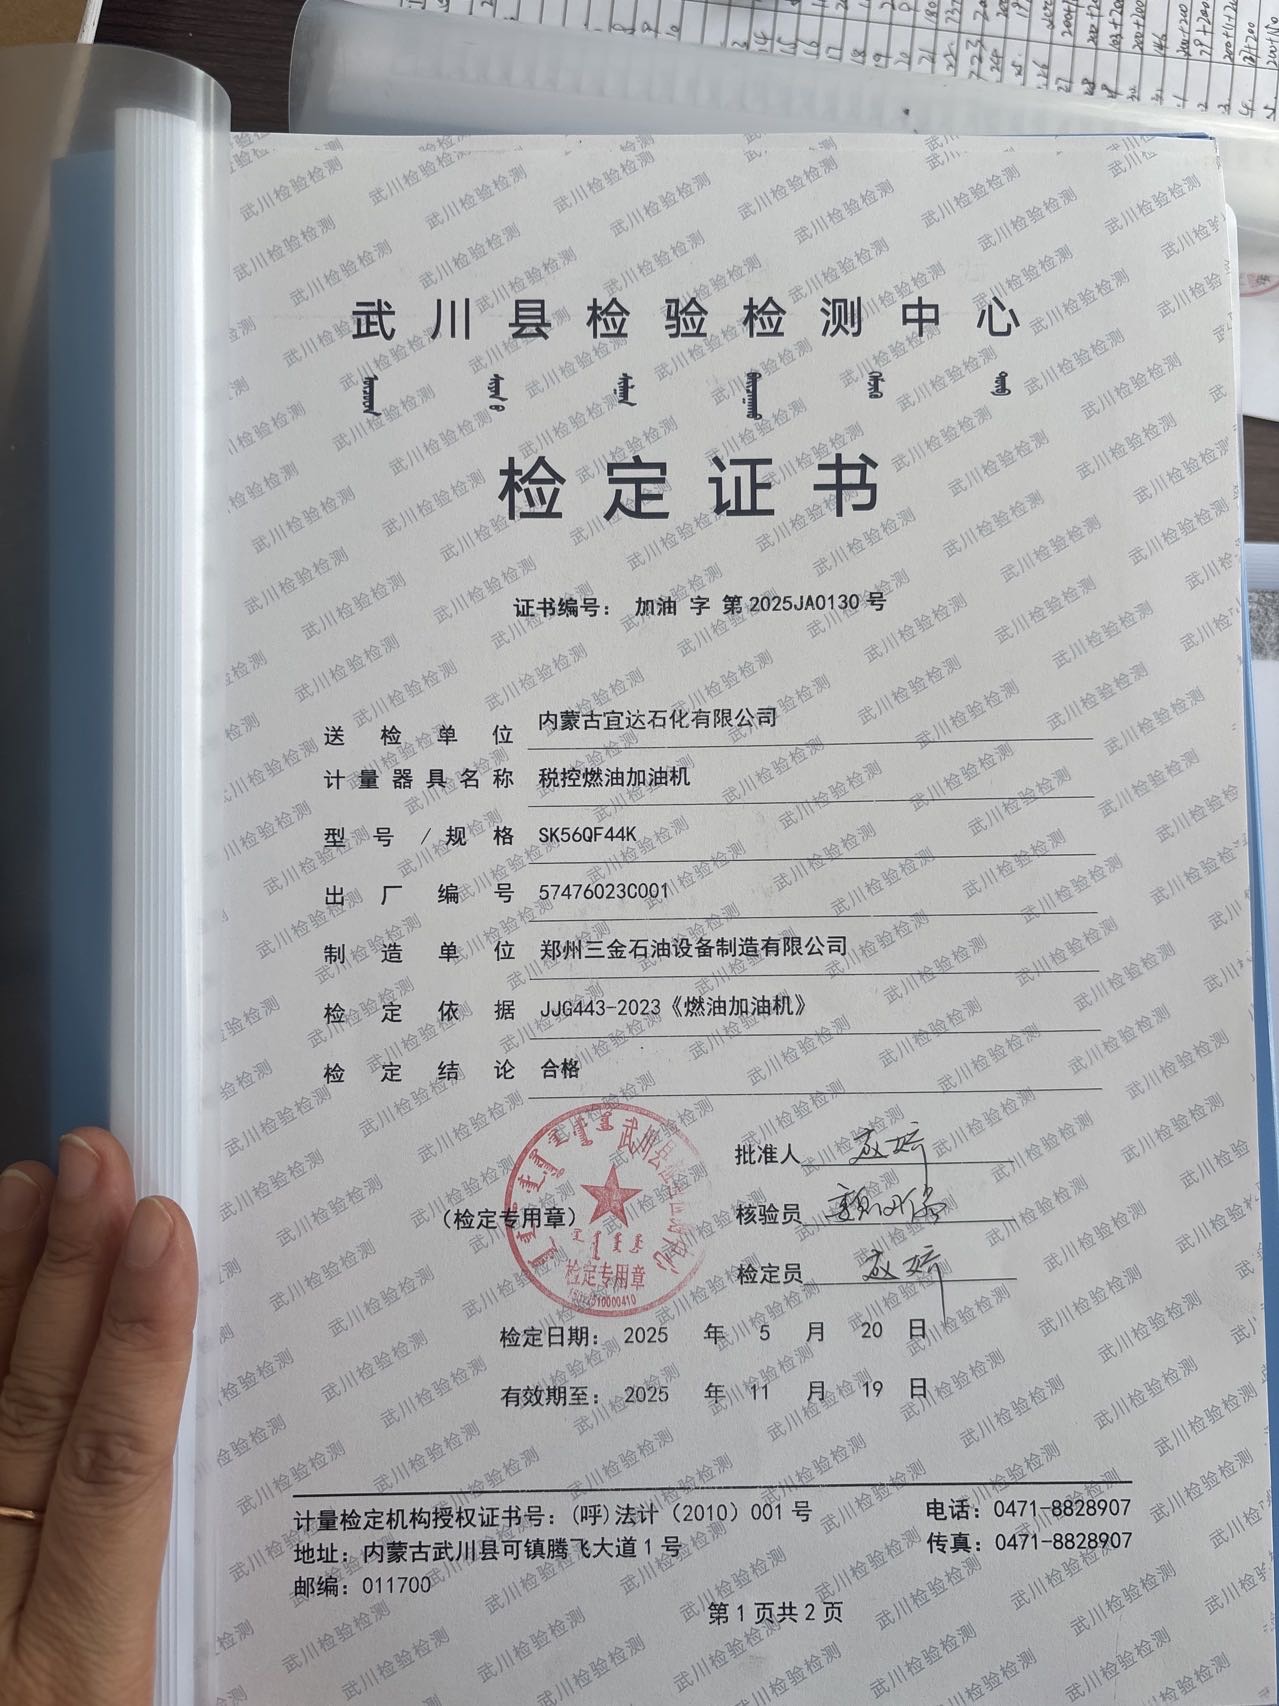 武川县检验检测中心
检定证书
证书编号： 加油 字 第 2025JA0130 号
送检单位 内蒙古宜达石化有限公司
计量器具名称 税控燃油加油机
型号/规格 SK56QF44K
出厂编号 57476023C001
制造单位 郑州三金石油设备制造有限公司
检定依据 JJG443-2023《燃油加油机》
检定结论 合格
批准人
（检定专用章）
核验员
检定员
检定专用章
检定日期： 2025 年 5 月 20 日
有效期至： 2025 年 11 月 19 日
计量检定机构授权证书号：(呼)法计（2010）001 号
电话：0471-8828907
地址：内蒙古武川县可镇腾飞大道1号
传真：0471-8828907
邮编：011700
第 1 页共 2 页
武川检验检测